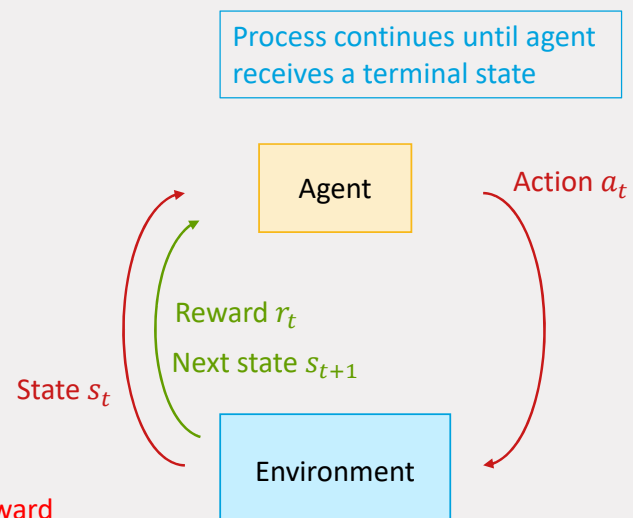 Process continues until agent
receives a terminal state
Agent
Action a_t
Reward r_t
Next state s_{t+1}
State s_t
Environment
ward